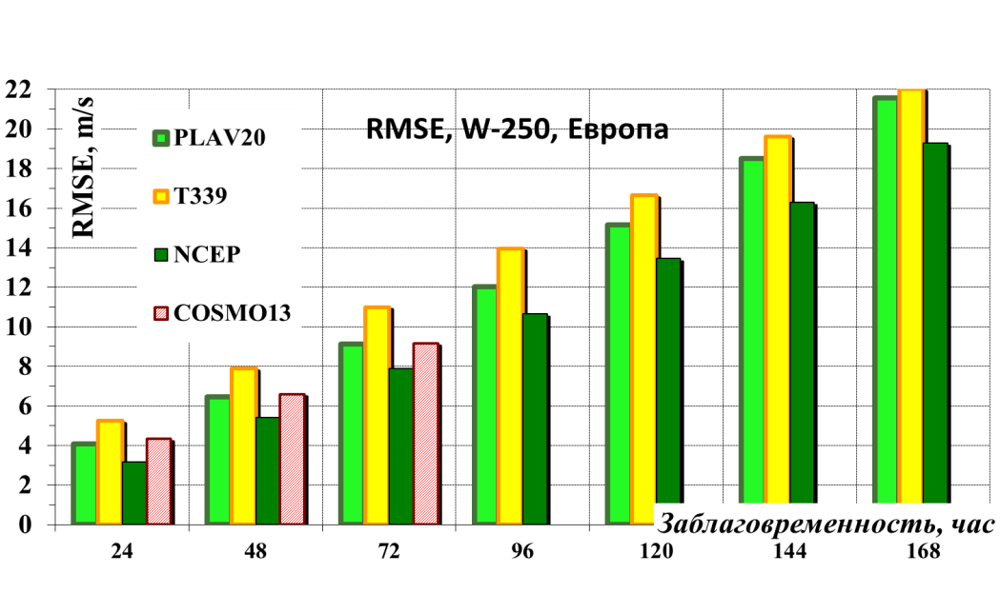 RMSE, W-250, Европа
RMSE, m/s
22
20
18
16
14
12
10
8
6
4
2
0
PLAV20
T339
NCEP
COSMO13
Заблаговременность, час
24 48 72 96 120 144 168